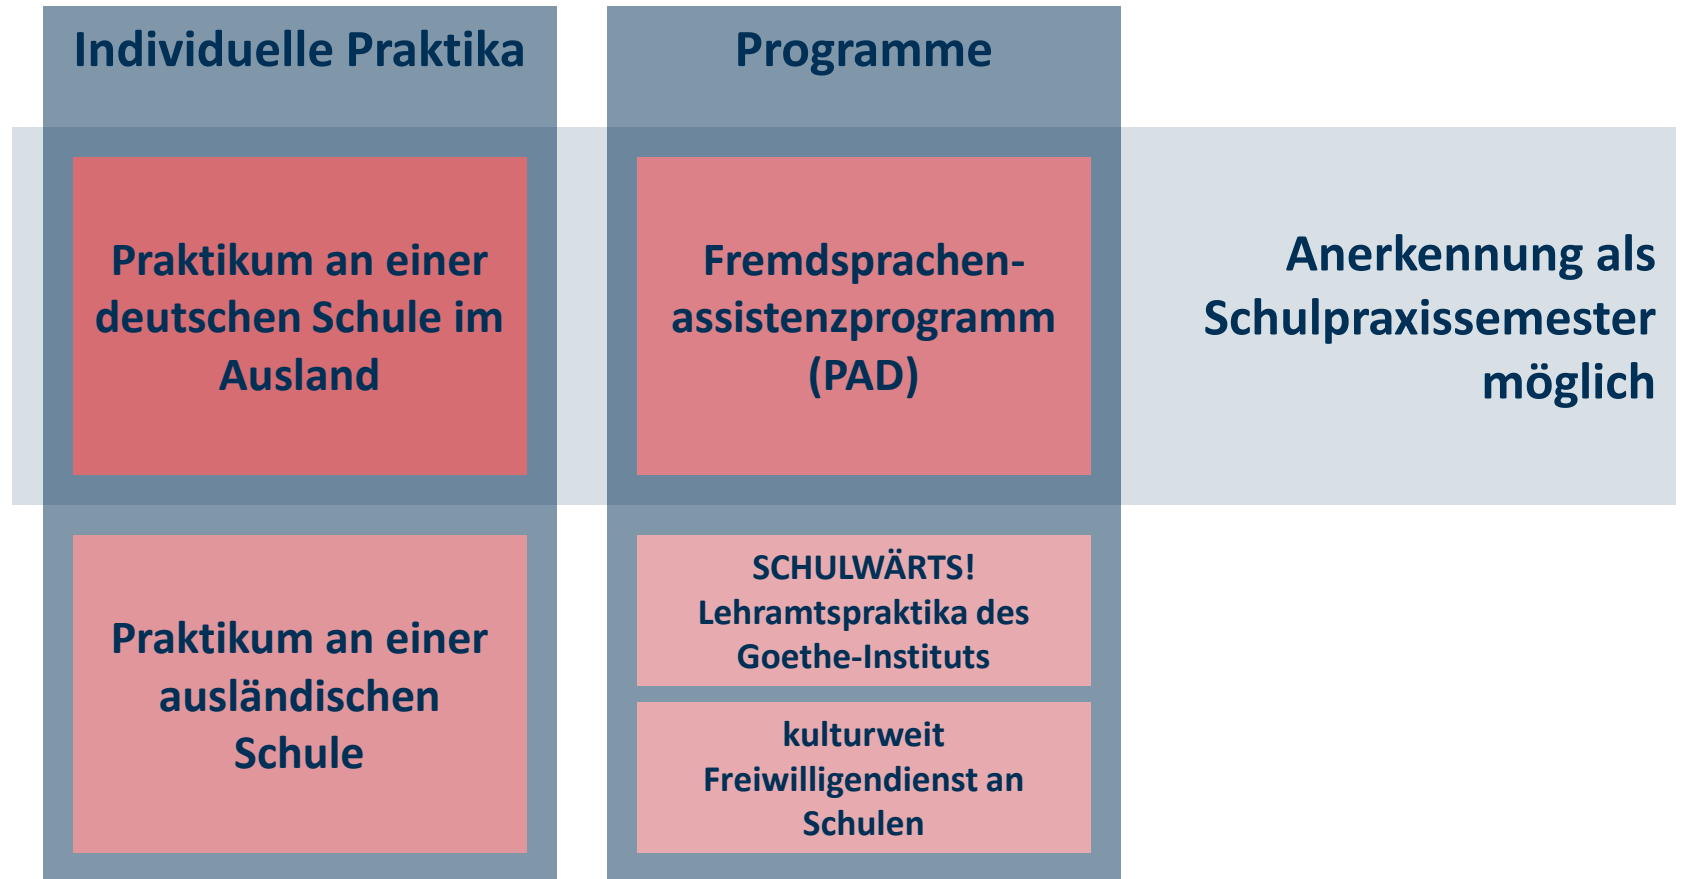 Individuelle Praktika
Programme
Praktikum an einer
deutschen Schule im
Ausland
Fremdsprachen-
assistenzprogramm
(PAD)
Anerkennung als
Schulpraxissemester
möglich
Praktikum an einer
ausländischen
Schule
SCHULWÄRTS!
Lehramtspraktika des
Goethe-Instituts
kulturweit
Freiwilligendienst an
Schulen